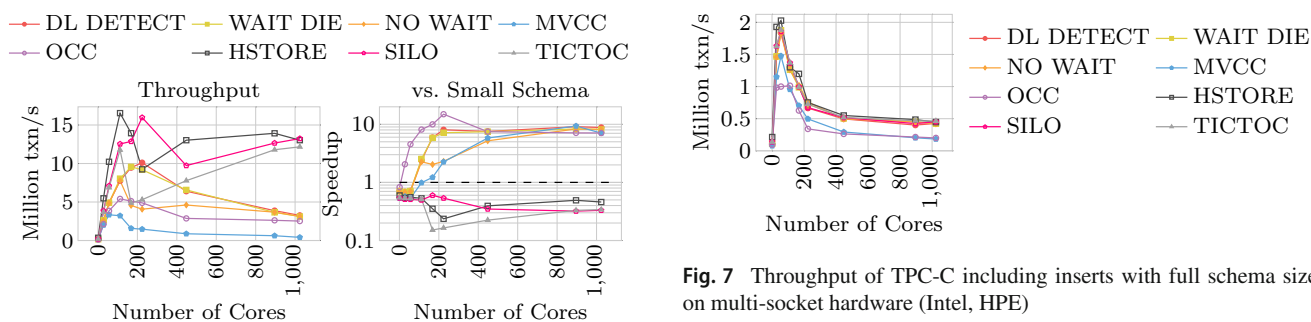 DL DETECT WAIT DIE NO WAIT MVCC
OCC HSTORE SILO TICTOC
Throughput
Million txn/s
15
10
5
0
0 200 400 600 800 1,000
Number of Cores
vs. Small Schema
Speedup
10
1
0.1
0 200 400 600 800 1,000
Number of Cores
Million txn/s
2
1.5
1
0.5
0
0 200 400 600 800 1,000
Number of Cores
DL DETECT WAIT DIE
NO WAIT MVCC
OCC HSTORE
SILO TICTOC
Fig. 7 Throughput of TPC-C including inserts with full schema size
on multi-socket hardware (Intel, HPE)